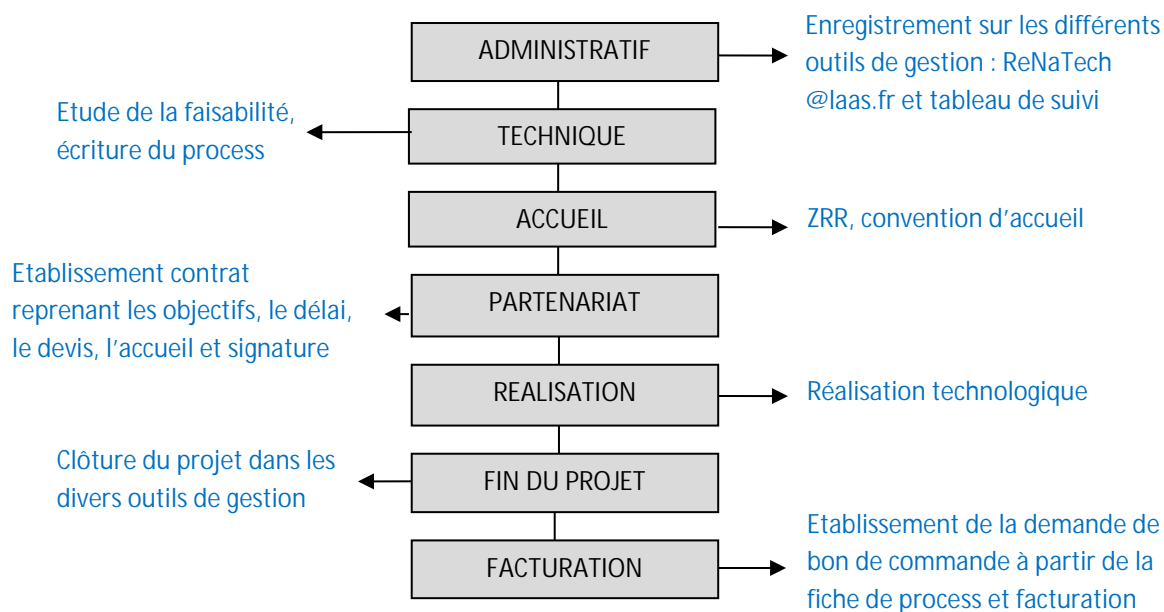 ADMINISTRATIF
Enregistrement sur les différents
outils de gestion : ReNaTech
@laas.fr et tableau de suivi
Etude de la faisabilité,
écriture du process
TECHNIQUE
ACCUEIL
ZRR, convention d’accueil
Etablissement contrat
reprenant les objectifs, le délai,
le devis, l’accueil et signature
PARTENARIAT
REALISATION
Réalisation technologique
Clôture du projet dans les
divers outils de gestion
FIN DU PROJET
FACTURATION
Etablissement de la demande de
bon de commande à partir de la
fiche de process et facturation